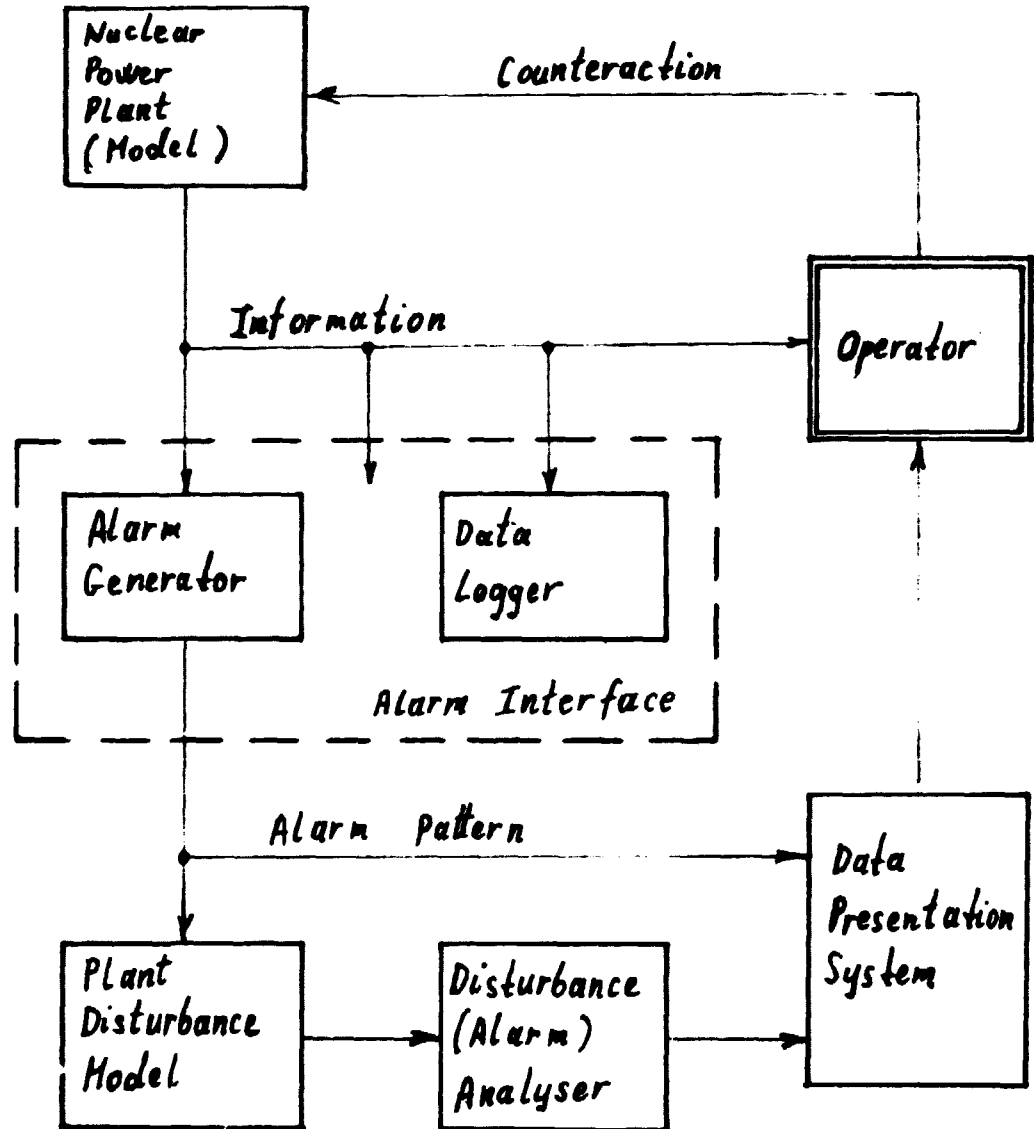 Nuclear
Power
Plant
(Model)
Counteraction
Information
Operator
Alarm
Generator
Data
Logger
Alarm Interface
Alarm Pattern
Data
Presentation
System
Plant
Disturbance
Model
Disturbance
(Alarm)
Analyser